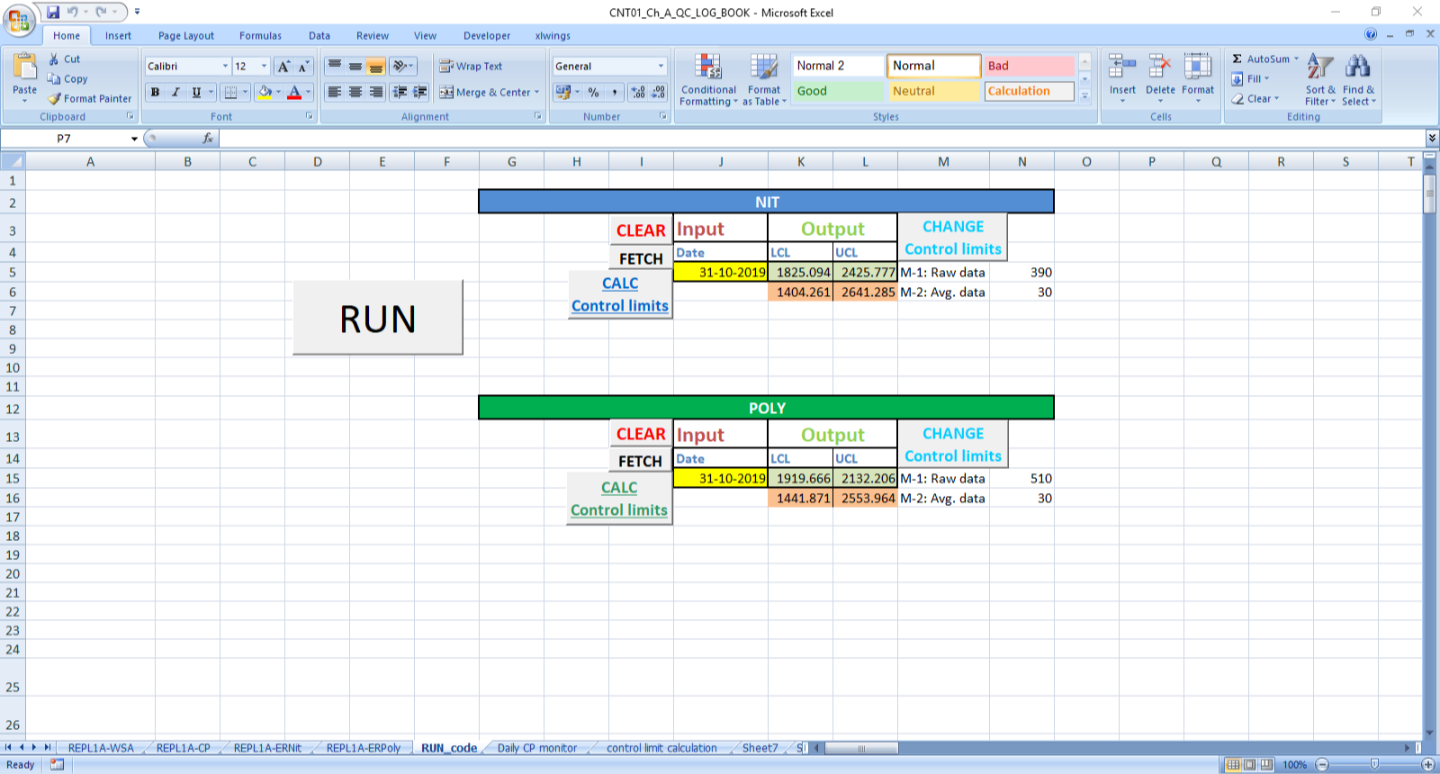 CNT01_Ch_A_QC_LOG_BOOK - Microsoft Excel
Home Insert Page Layout Formulas Data Review View Developer xlwings
Paste Cut Copy Format Painter
Calibri 12 B I U
Wrap Text Merge & Center
General % ,
Conditional Formatting Format as Table
Normal 2 Normal Bad
Good Neutral Calculation
Insert Delete Format
Σ AutoSum Fill Clear
Sort & Filter Find & Select
Clipboard Font Alignment Number Styles Cells Editing
P7 fx
A B C D E F G H I J K L M N O P Q R S T
1
2 NIT
3 CLEAR Input Output CHANGE Control limits
4 FETCH Date LCL UCL
5 31-10-2019 1825.094 2425.777 M-1: Raw data 390
CALC Control limits
6 1404.261 2641.285 M-2: Avg. data 30
7
RUN
8
9
10
11
12 POLY
13 CLEAR Input Output CHANGE Control limits
14 FETCH Date LCL UCL
15 31-10-2019 1919.666 2132.206 M-1: Raw data 510
CALC Control limits
16 1441.871 2553.964 M-2: Avg. data 30
17
18
19
20
21
22
23
24
25
26
REPL1A-WSA REPL1A-CP REPL1A-ERNit REPL1A-ERPoly RUN_code Daily CP monitor control limit calculation Sheet7 S
Ready 100%